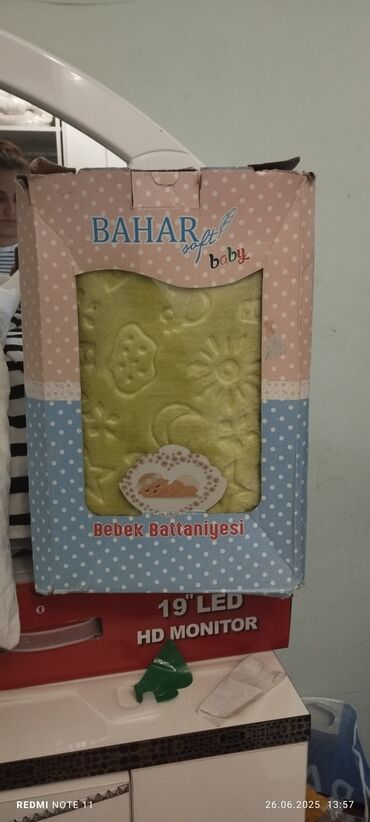 BAHAR
soft
baby
Bebek Battaniyesi
19" LED
HD MONITOR
REDMI NOTE 11
26.06.2025 13:57